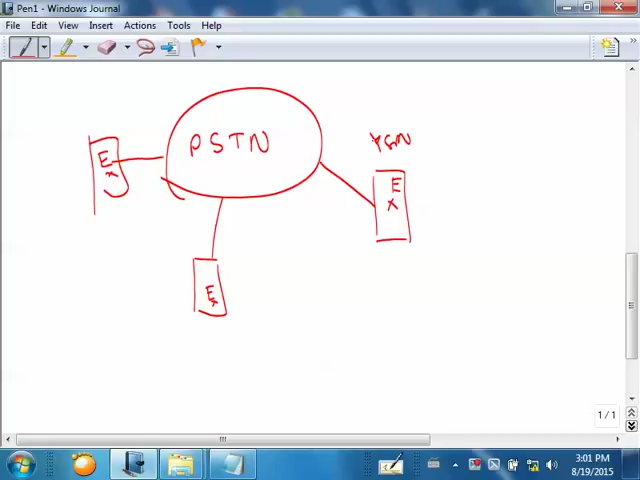 Pen1 - Windows Journal
File Edit View Insert Actions Tools Help
PSTN
Ex
Ex
Ex
1 / 1
3:01 PM
8/19/2015